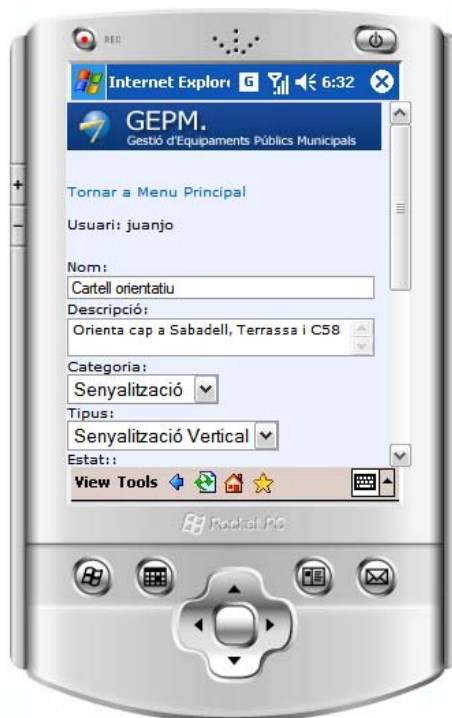 REC
Internet Explore G 6:32
GEPM.
Gestió d'Equipaments Públics Municipals
Tornar a Menu Principal
Usuari: juanjo
Nom:
Cartell orientatiu
Descripció:
Orienta cap a Sabadell, Terrassa i C58
Categoria:
Senyalització
Tipus:
Senyalització Vertical
Estat::
View Tools
Pocket PC